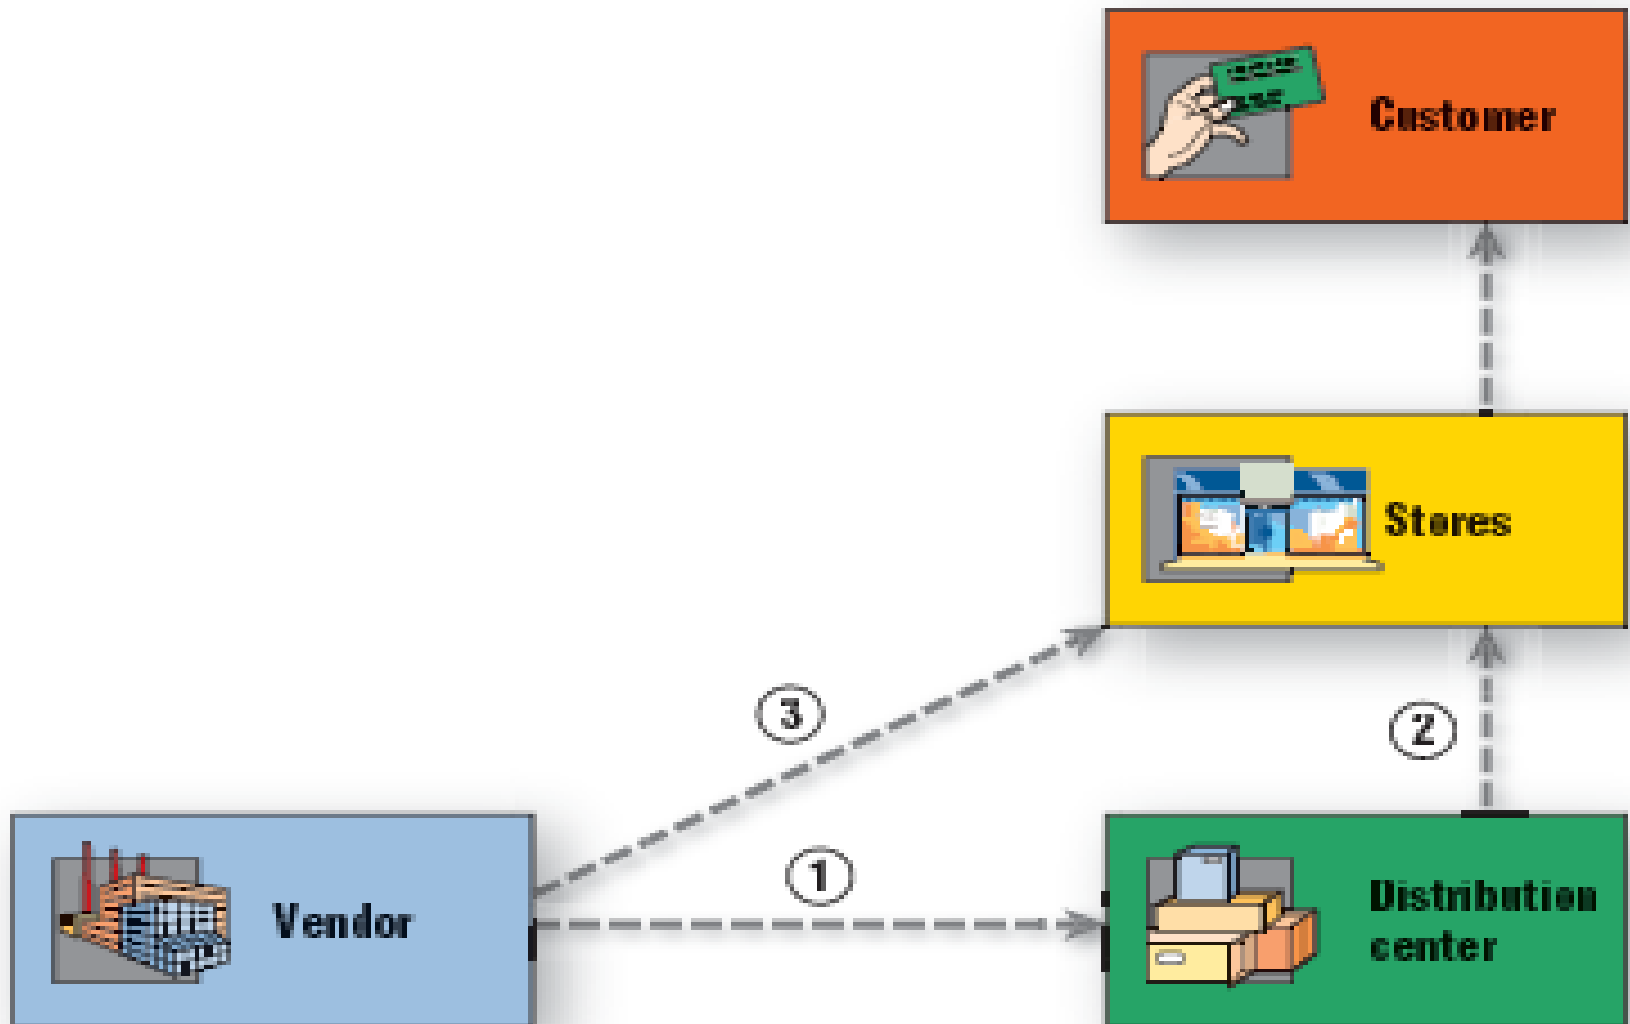 Customer
Stores
3
2
1
Vendor
Distribution
center